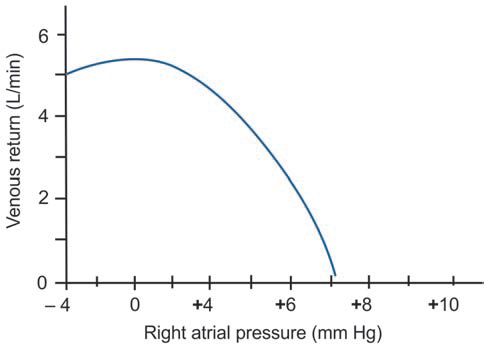 Venous return (L/min)
6
4
2
0
– 4 0 +4 +6 +8 +10
Right atrial pressure (mm Hg)